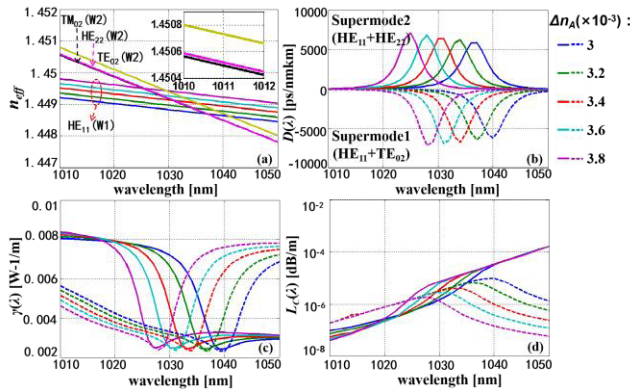 1.452
1.451
1.45
1.449
1.448
1.447
n_eff
TM₀₂(W2)
HE₂₂(W2)
TE₀₂(W2)
HE₁₁(W1)
1.4508
1.4506
1.4504
1010 1011 1012
(a)
1010 1020 1030 1040 1050
wavelength [nm]
10000
5000
0
-5000
-10000
D(λ) [ps/nmkm]
Supermode2
(HE₁₁+HE₂₂)
Supermode1
(HE₁₁+TE₀₂)
(b)
1010 1020 1030 1040 1050
wavelength [nm]
Δn_A(×10⁻³) :
3
3.2
3.4
3.6
3.8
0.01
0.008
0.006
0.004
0.002
γ(λ) [W-1/m]
(c)
1010 1020 1030 1040 1050
wavelength [nm]
10⁻⁴
10⁻⁶
10⁻⁸
L_c(λ) [dB/m]
(d)
1010 1020 1030 1040 1050
wavelength [nm]